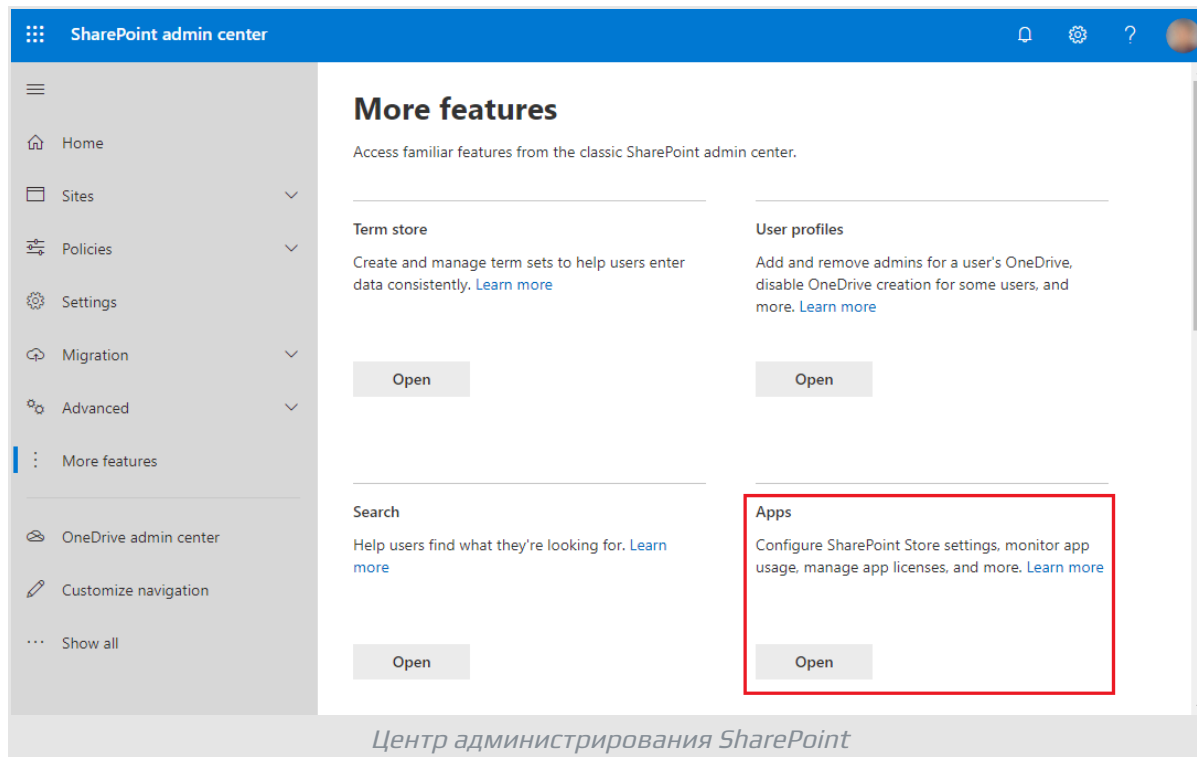 SharePoint admin center
Home
Sites
Policies
Settings
Migration
Advanced
More features
OneDrive admin center
Customize navigation
Show all
More features
Access familiar features from the classic SharePoint admin center.
Term store
Create and manage term sets to help users enter
data consistently. Learn more
Open
User profiles
Add and remove admins for a user's OneDrive,
disable OneDrive creation for some users, and
more. Learn more
Open
Search
Help users find what they're looking for. Learn
more
Open
Apps
Configure SharePoint Store settings, monitor app
usage, manage app licenses, and more. Learn more
Open
Центр администрирования SharePoint